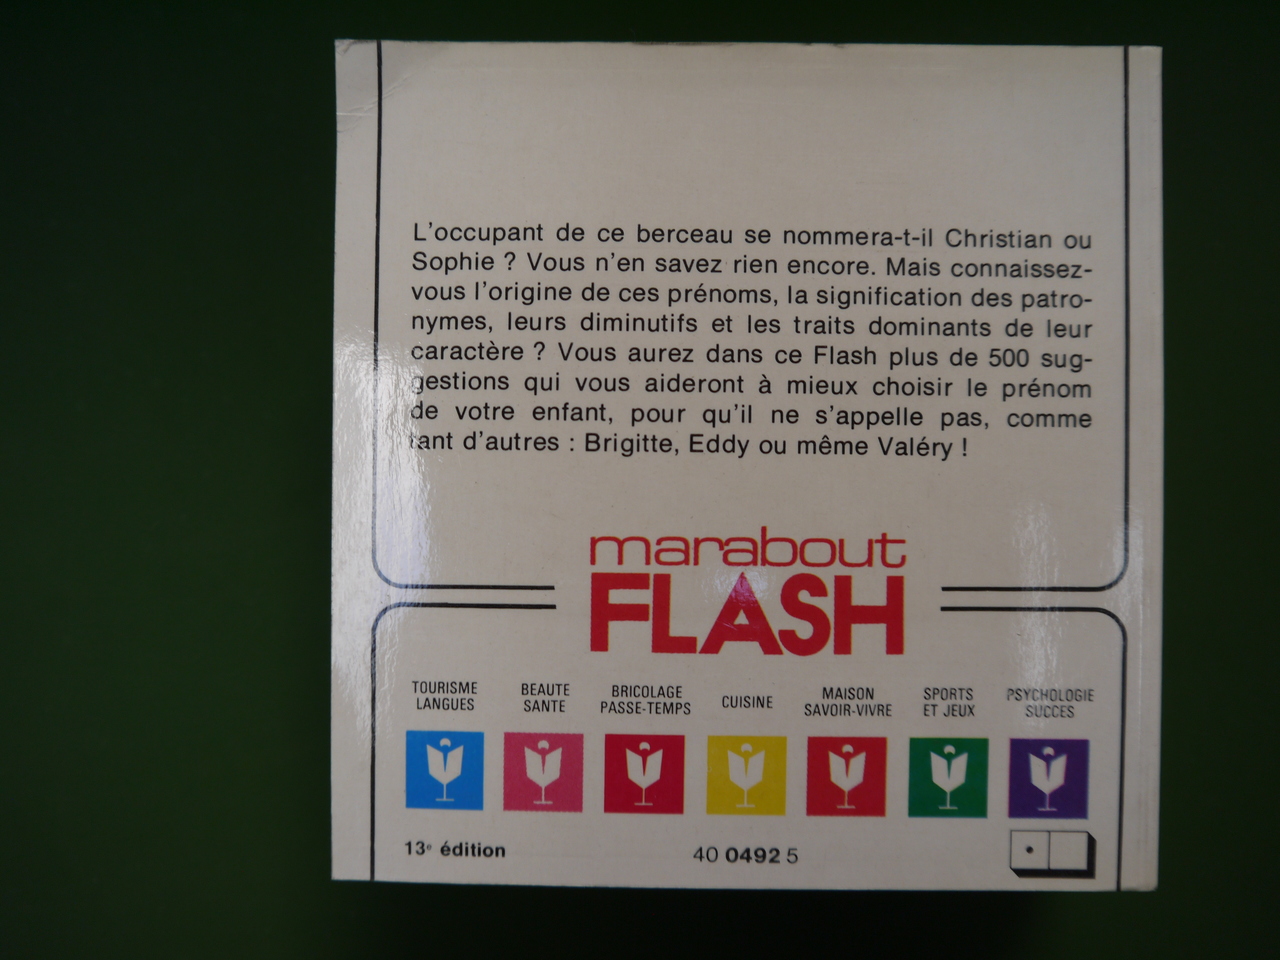 L'occupant de ce berceau se nommera-t-il Christian ou
Sophie ? Vous n'en savez rien encore. Mais connaissez-
vous l'origine de ces prénoms, la signification des patro-
nymes, leurs diminutifs et les traits dominants de leur
caractère ? Vous aurez dans ce Flash plus de 500 sug-
gestions qui vous aideront à mieux choisir le prénom
de votre enfant, pour qu'il ne s'appelle pas, comme
tant d'autres : Brigitte, Eddy ou même Valéry !
marabout
FLASH
TOURISME
LANGUES
BEAUTE
SANTE
BRICOLAGE
PASSE-TEMPS
CUISINE
MAISON
SAVOIR-VIVRE
SPORTS
ET JEUX
PSYCHOLOGIE
SUCCES
13e édition
40 0492 5